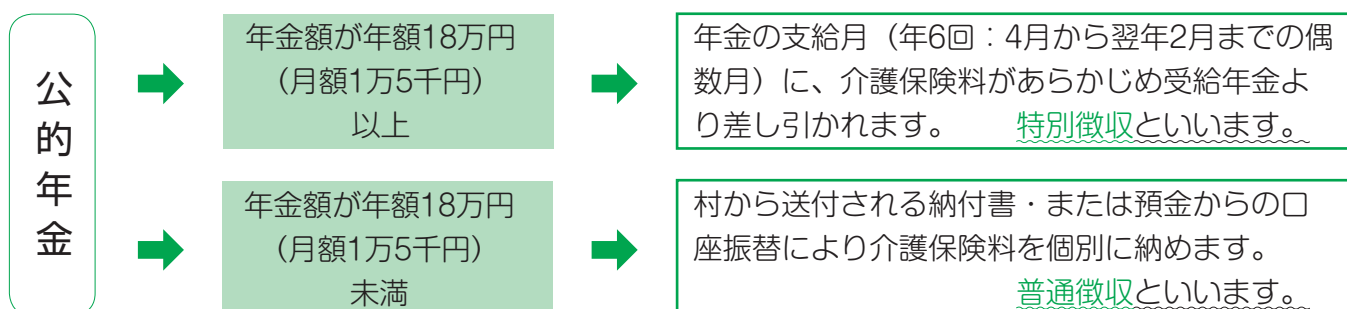 公的年金
年金額が年額18万円
（月額1万5千円）
以上
年金の支給月（年6回：4月から翌年2月までの偶
数月）に、介護保険料があらかじめ受給年金よ
り差し引かれます。　特別徴収といいます。
年金額が年額18万円
（月額1万5千円）
未満
村から送付される納付書・または預金からの口
座振替により介護保険料を個別に納めます。
普通徴収といいます。